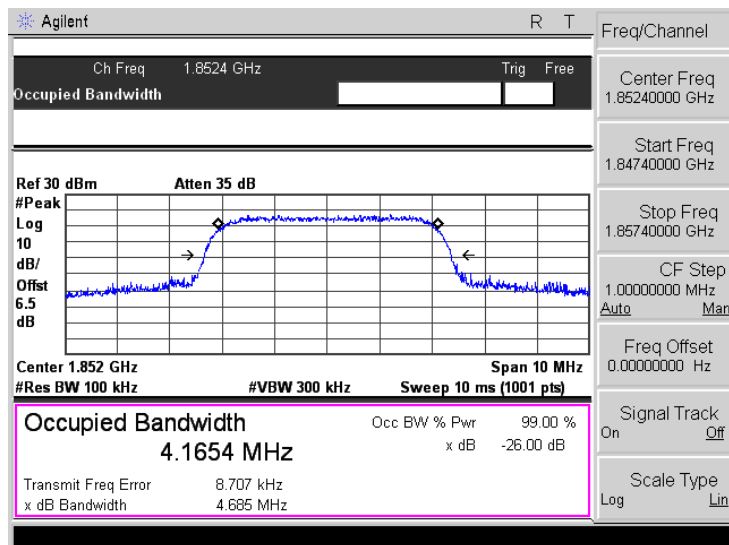 Agilent R T
Ch Freq 1.8524 GHz Trig Free
Occupied Bandwidth
Ref 30 dBm Atten 35 dB
#Peak
Log
10
dB/
Offst
6.5
dB
Center 1.852 GHz Span 10 MHz
#Res BW 100 kHz #VBW 300 kHz Sweep 10 ms (1001 pts)
Occupied Bandwidth
4.1654 MHz
Occ BW % Pwr 99.00 %
x dB -26.00 dB
Transmit Freq Error 8.707 kHz
x dB Bandwidth 4.685 MHz
Freq/Channel
Center Freq
1.85240000 GHz
Start Freq
1.84740000 GHz
Stop Freq
1.85740000 GHz
CF Step
1.00000000 MHz
Auto Man
Freq Offset
0.00000000 Hz
Signal Track
On Off
Scale Type
Log Lin